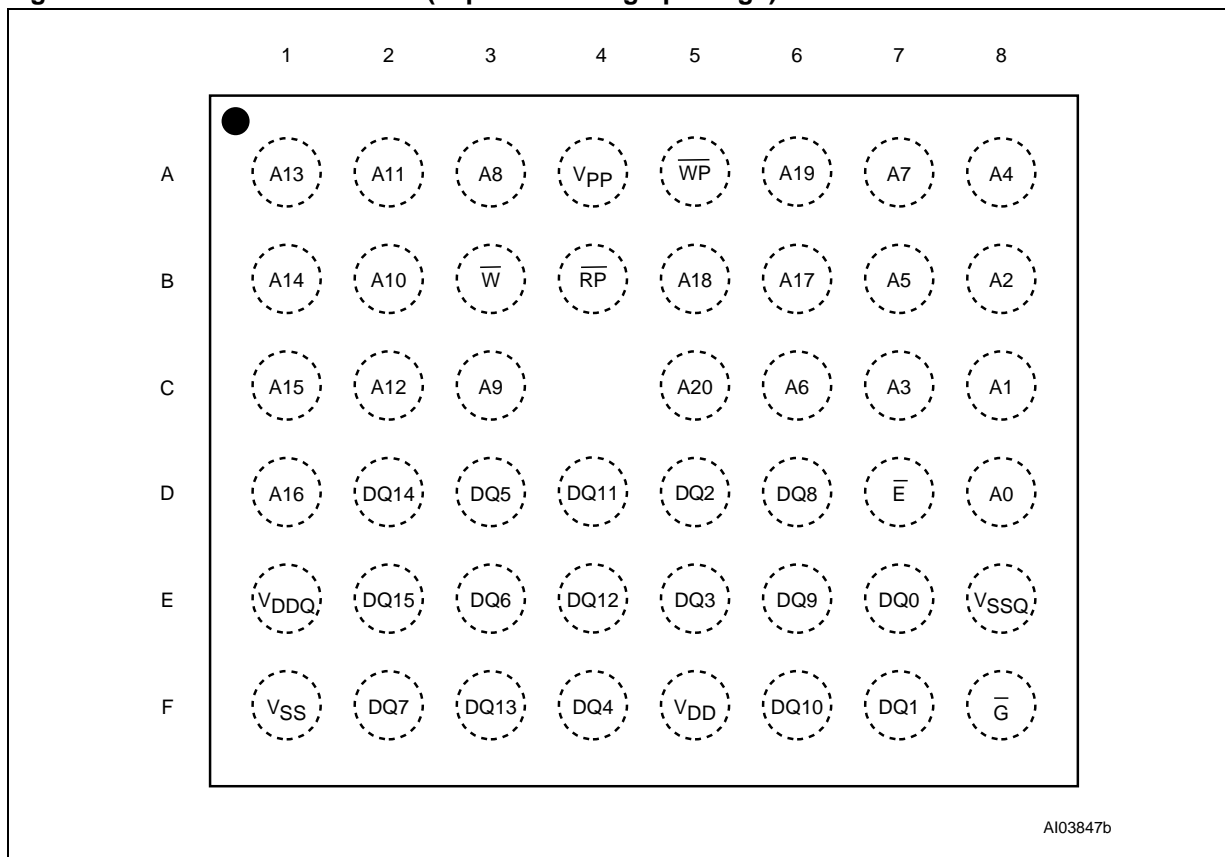 1 2 3 4 5 6 7 8
A A13 A11 A8 VPP W̅P̅ A19 A7 A4
B A14 A10 W̅ R̅P̅ A18 A17 A5 A2
C A15 A12 A9 A20 A6 A3 A1
D A16 DQ14 DQ5 DQ11 DQ2 DQ8 E̅ A0
E VDDQ DQ15 DQ6 DQ12 DQ3 DQ9 DQ0 VSSQ
F VSS DQ7 DQ13 DQ4 VDD DQ10 DQ1 G̅
AI03847b